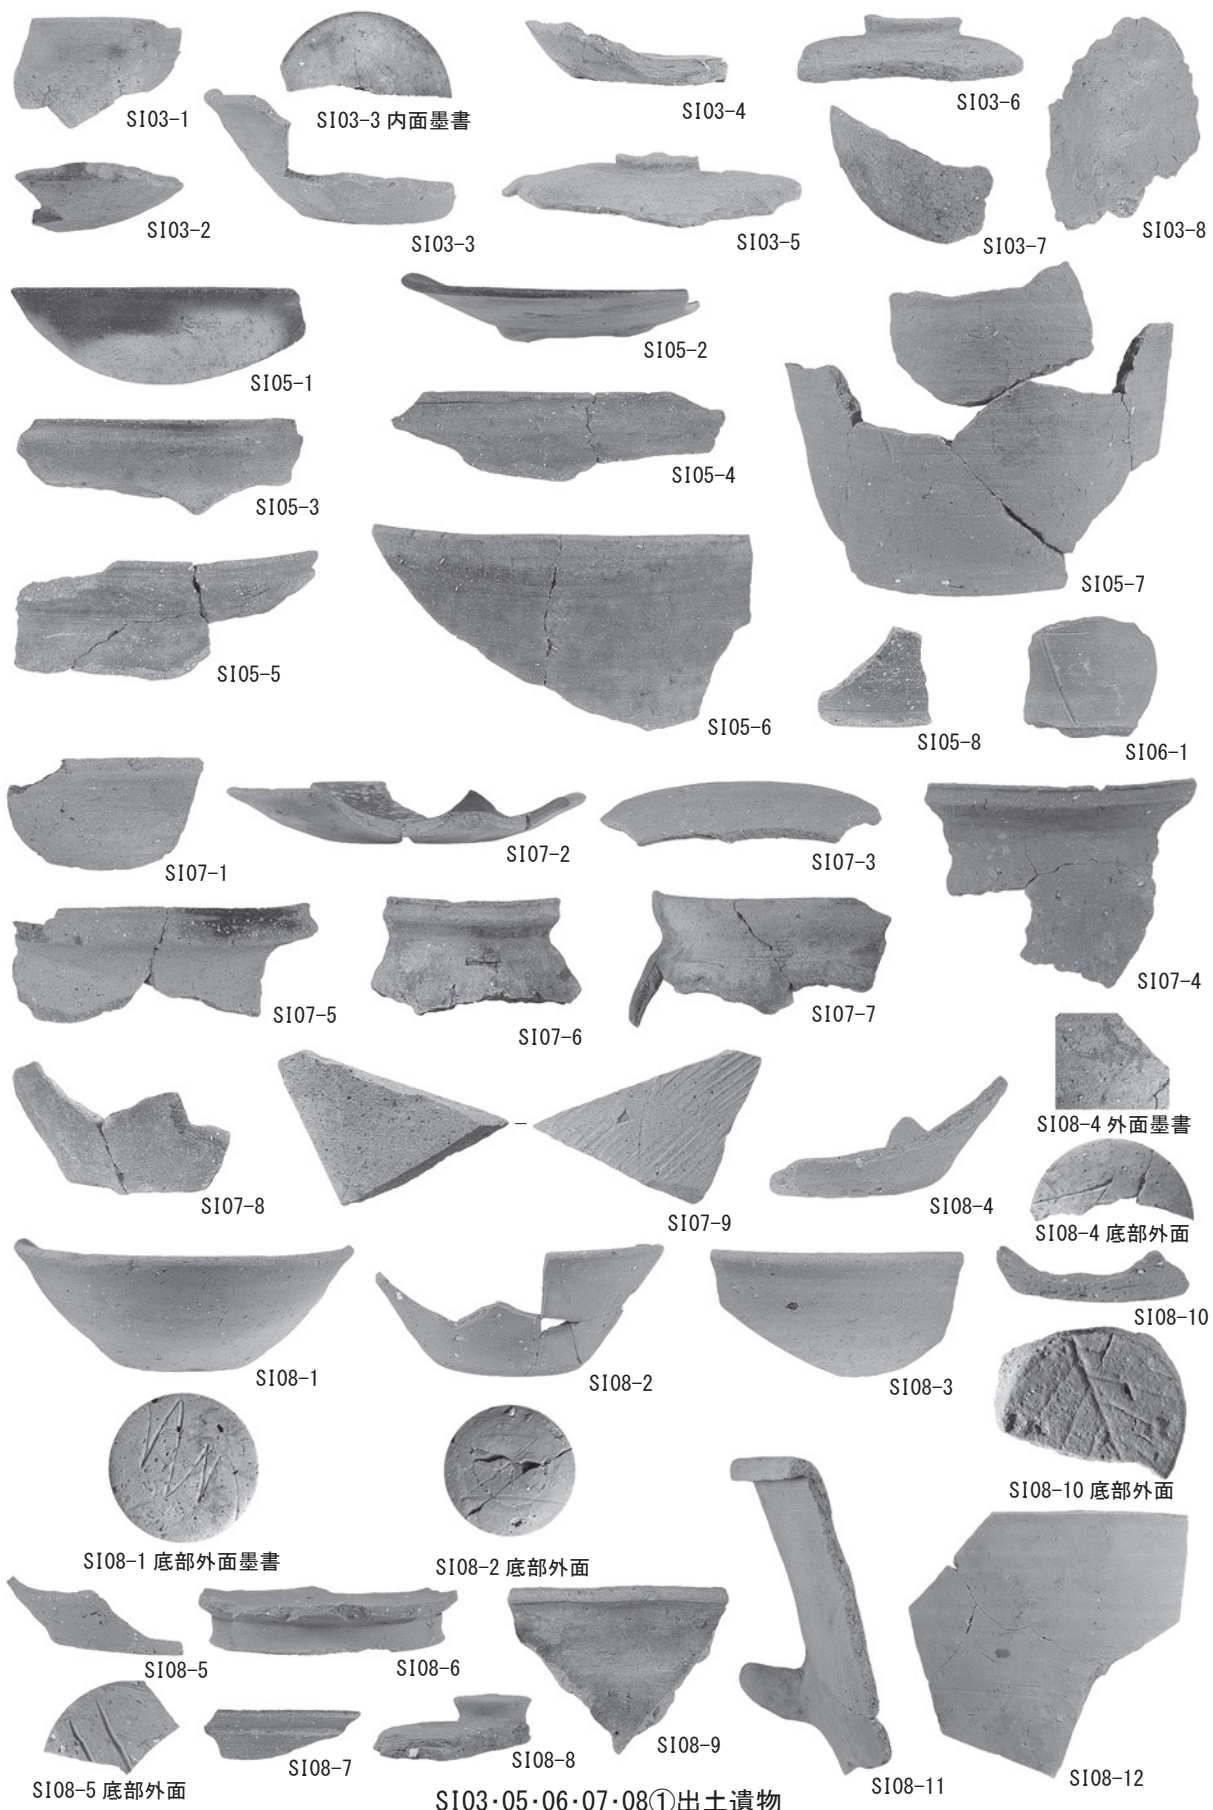 SI03-1
SI03-3 内面墨書
SI03-4
SI03-6
SI03-2
SI03-3
SI03-5
SI03-7
SI03-8
SI05-1
SI05-2
SI05-3
SI05-4
SI05-7
SI05-5
SI05-6
SI05-8
SI06-1
SI07-1
SI07-2
SI07-3
SI07-4
SI07-5
SI07-6
SI07-7
SI08-4 外面墨書
SI07-8
SI07-9
SI08-4
SI08-4 底部外面
SI08-1
SI08-2
SI08-3
SI08-10
SI08-10 底部外面
SI08-1 底部外面墨書
SI08-2 底部外面
SI08-5
SI08-6
SI08-9
SI08-5 底部外面
SI08-7
SI08-8
SI08-11
SI08-12
SI03・05・06・07・08①出土遺物